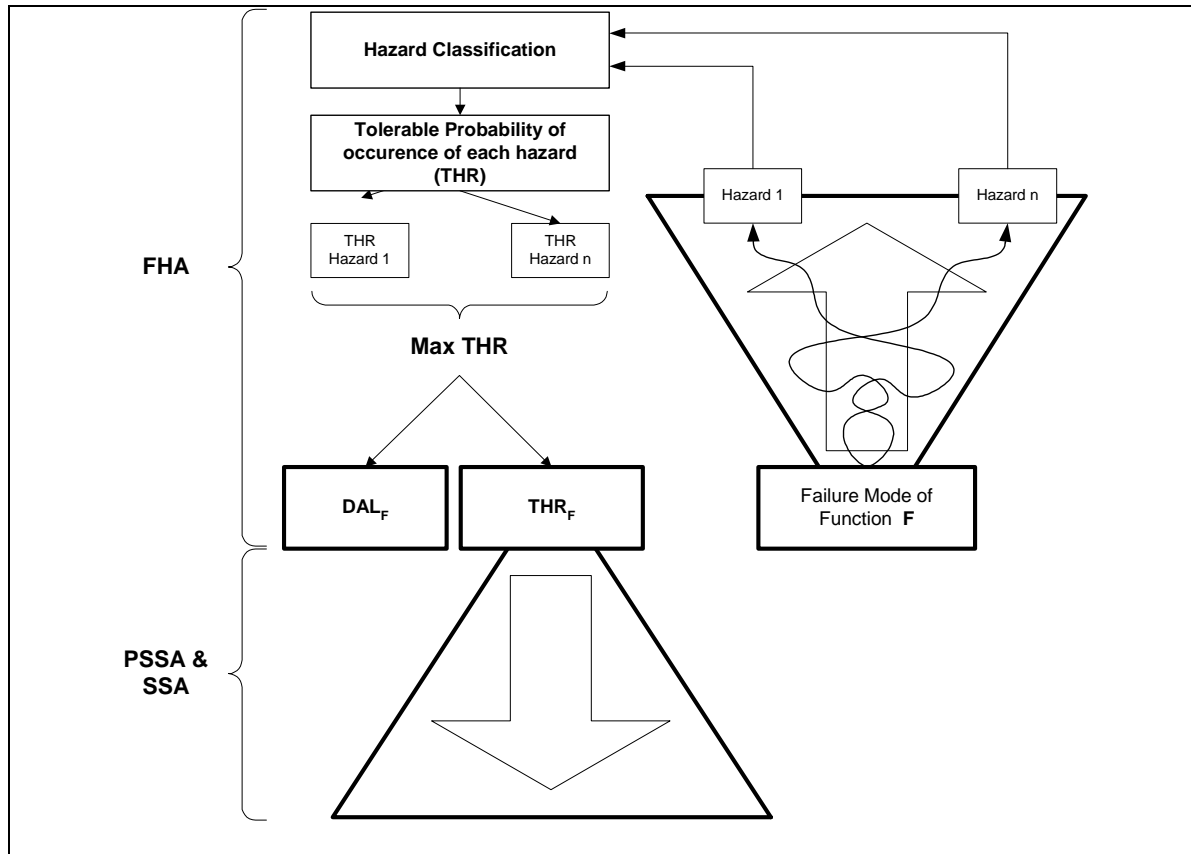 Hazard Classification
Tolerable Probability of
occurence of each hazard
(THR)
THR
Hazard 1
THR
Hazard n
Hazard 1
Hazard n
FHA
Max THR
DALF
THRF
Failure Mode of
Function F
PSSA &
SSA